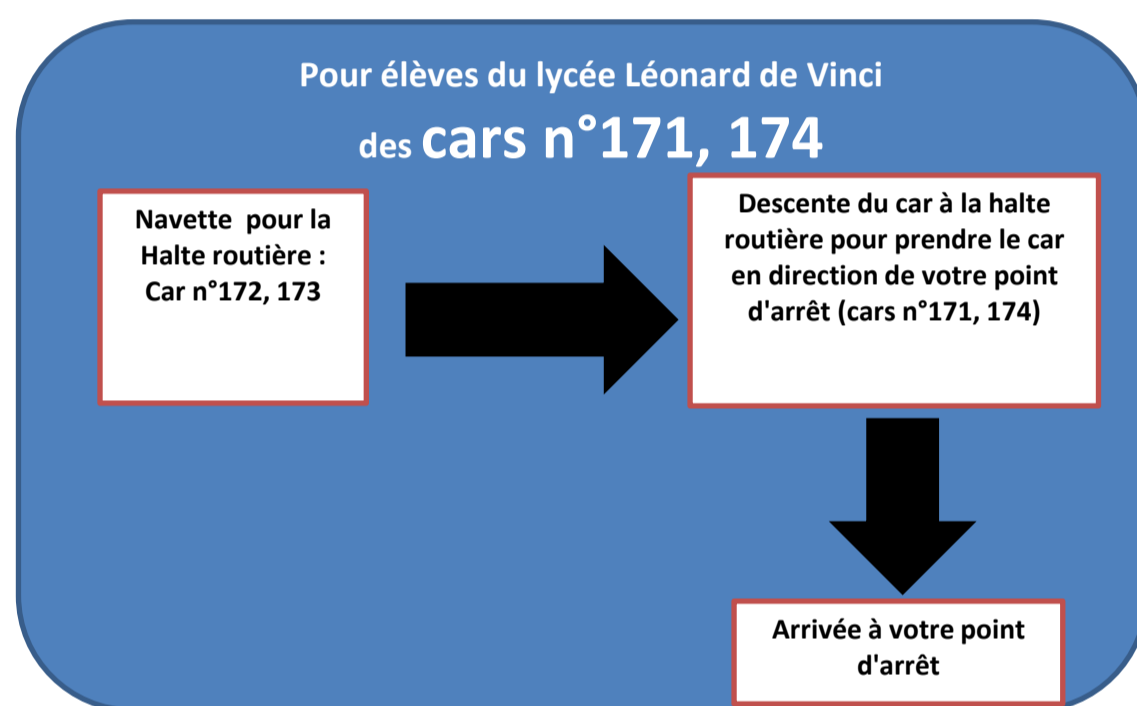 Pour élèves du lycée Léonard de Vinci
des cars n°171, 174
Navette pour la
Halte routière :
Car n°172, 173
Descente du car à la halte
routière pour prendre le car
en direction de votre point
d'arrêt (cars n°171, 174)
Arrivée à votre point
d'arrêt